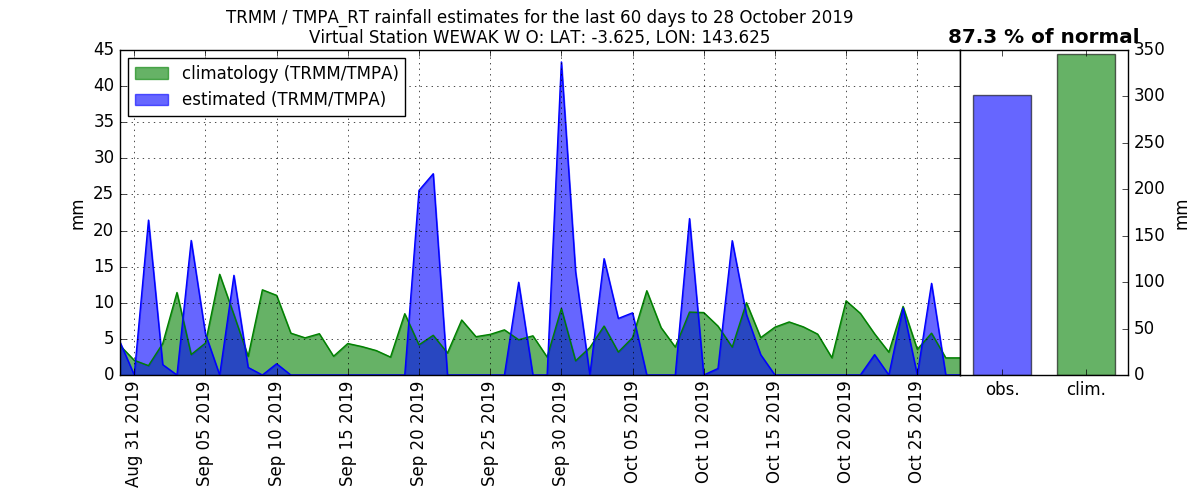 TRMM / TMPA_RT rainfall estimates for the last 60 days to 28 October 2019
Virtual Station WEWAK W O: LAT: -3.625, LON: 143.625
87.3 % of normal
climatology (TRMM/TMPA)
estimated (TRMM/TMPA)
45
40
35
30
25
20
15
10
5
0
mm
Aug 31 2019
Sep 05 2019
Sep 10 2019
Sep 15 2019
Sep 20 2019
Sep 25 2019
Sep 30 2019
Oct 05 2019
Oct 10 2019
Oct 15 2019
Oct 20 2019
Oct 25 2019
obs.
clim.
350
300
250
200
150
100
50
0
mm